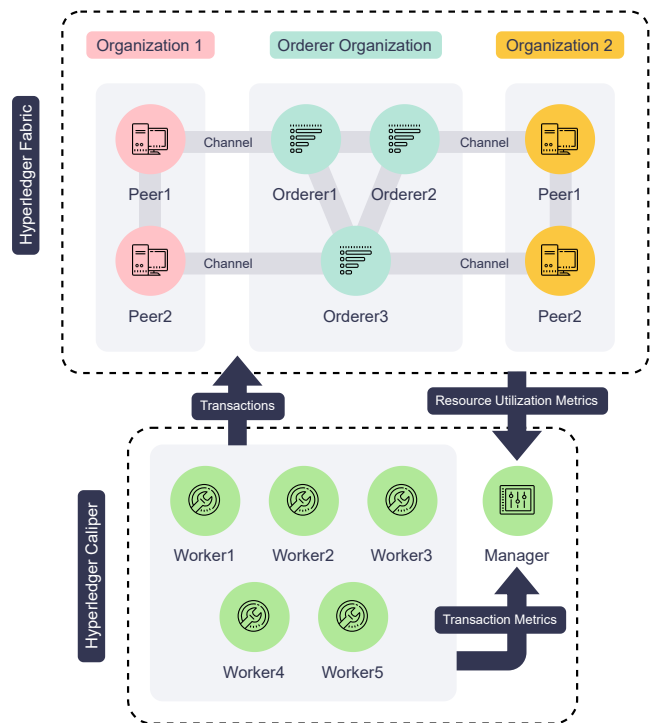 Organization 1
Orderer Organization
Organization 2
Hyperledger Fabric
Channel
Channel
Peer1
Orderer1
Orderer2
Peer1
Channel
Channel
Peer2
Orderer3
Peer2
Transactions
Resource Utilization Metrics
Hyperledger Caliper
Worker1
Worker2
Worker3
Manager
Transaction Metrics
Worker4
Worker5